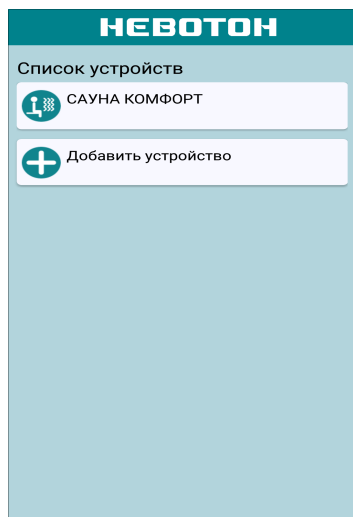 НЕВОТОН
Список устройств
САУНА КОМФОРТ
Добавить устройство